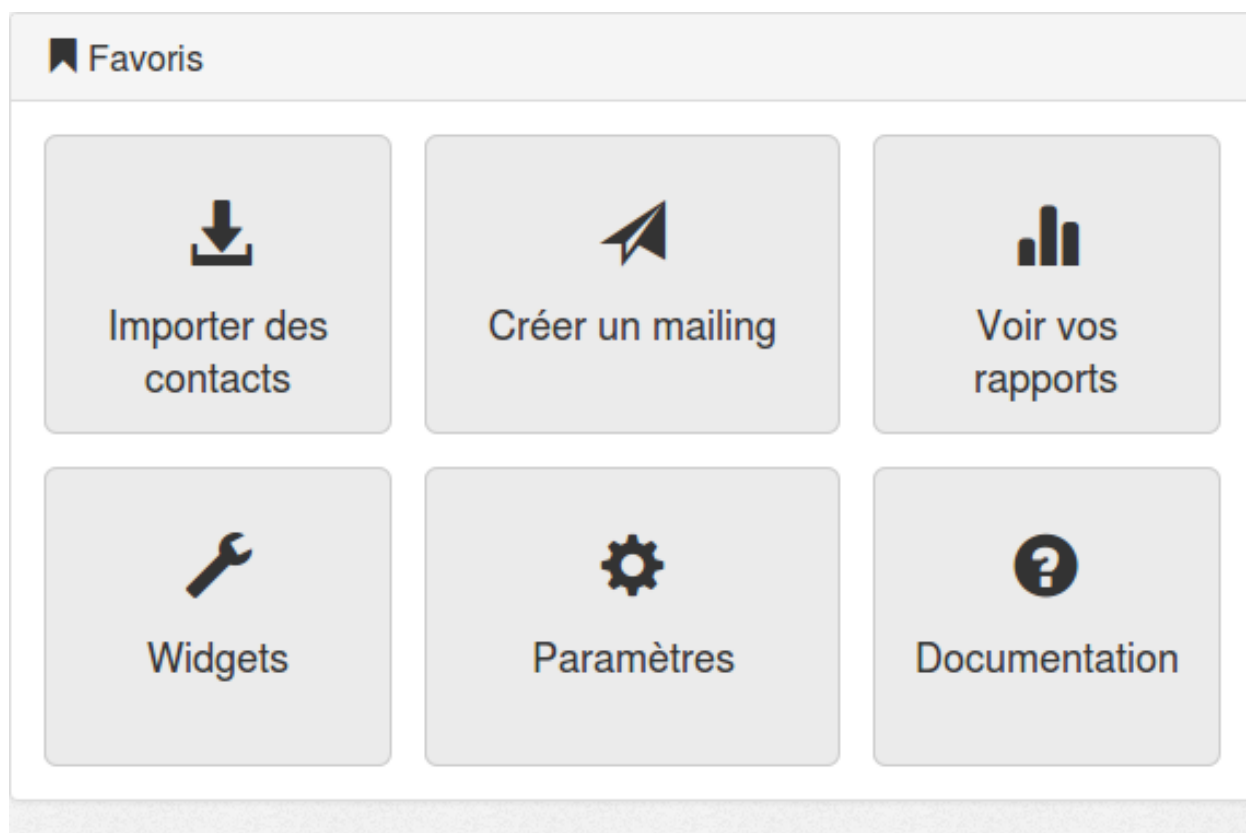 Favoris
Importer des
contacts
Créer un mailing
Voir vos
rapports
Widgets
Paramètres
Documentation